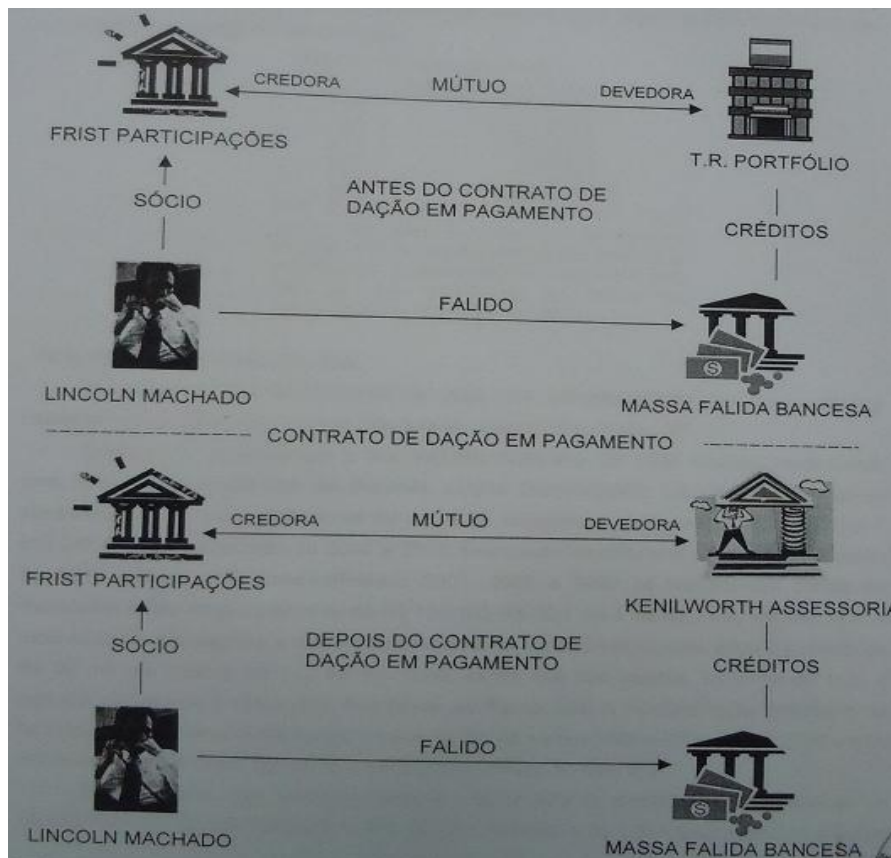 CREDORA MÚTUO DEVEDORA
FRIST PARTICIPAÇÕES
T.R. PORTFÓLIO
SÓCIO
ANTES DO CONTRATO DE
DAÇÃO EM PAGAMENTO
CRÉDITOS
FALIDO
LINCOLN MACHADO
MASSA FALIDA BANCESA
CONTRATO DE DAÇÃO EM PAGAMENTO
CREDORA MÚTUO DEVEDORA
FRIST PARTICIPAÇÕES
KENILWORTH ASSESSORIA
SÓCIO
DEPOIS DO CONTRATO DE
DAÇÃO EM PAGAMENTO
CRÉDITOS
FALIDO
LINCOLN MACHADO
MASSA FALIDA BANCESA